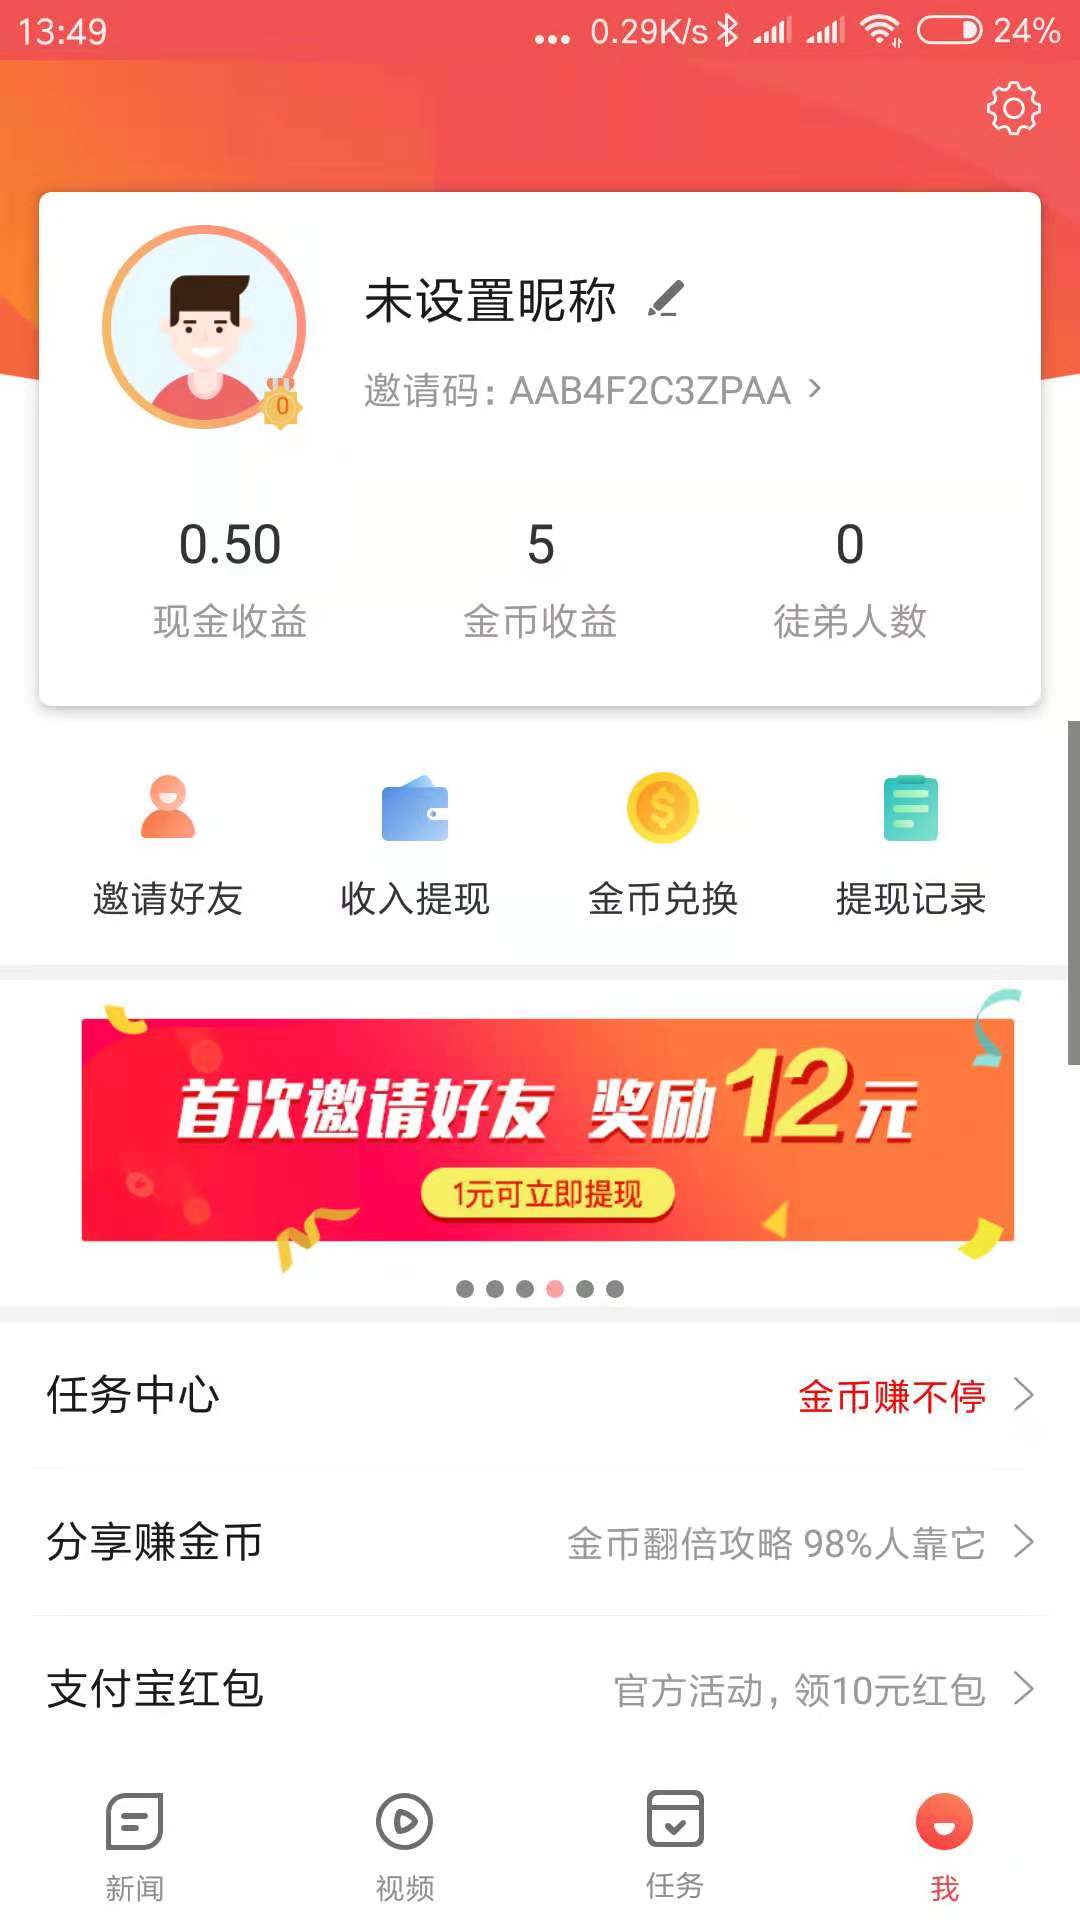 13:49
... 0.29K/s 24%
未设置昵称
邀请码: AAB4F2C3ZPAA >
0
0.50 5 0
现金收益 金币收益 徒弟人数
邀请好友 收入提现 金币兑换 提现记录
首次邀请好友 奖励12元
1元可立即提现
任务中心 金币赚不停
分享赚金币 金币翻倍攻略 98%人靠它
支付宝红包 官方活动，领10元红包
新闻 视频 任务 我